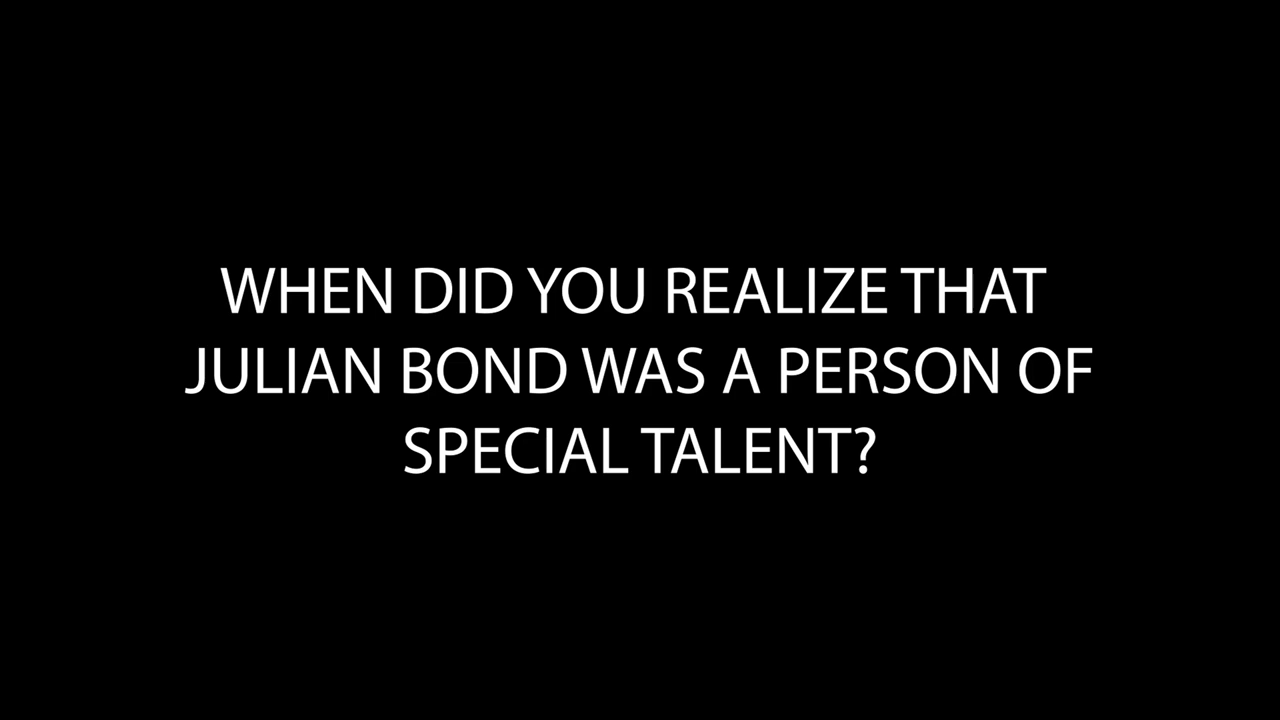 WHEN DID YOU REALIZE THAT
JULIAN BOND WAS A PERSON OF
SPECIAL TALENT?